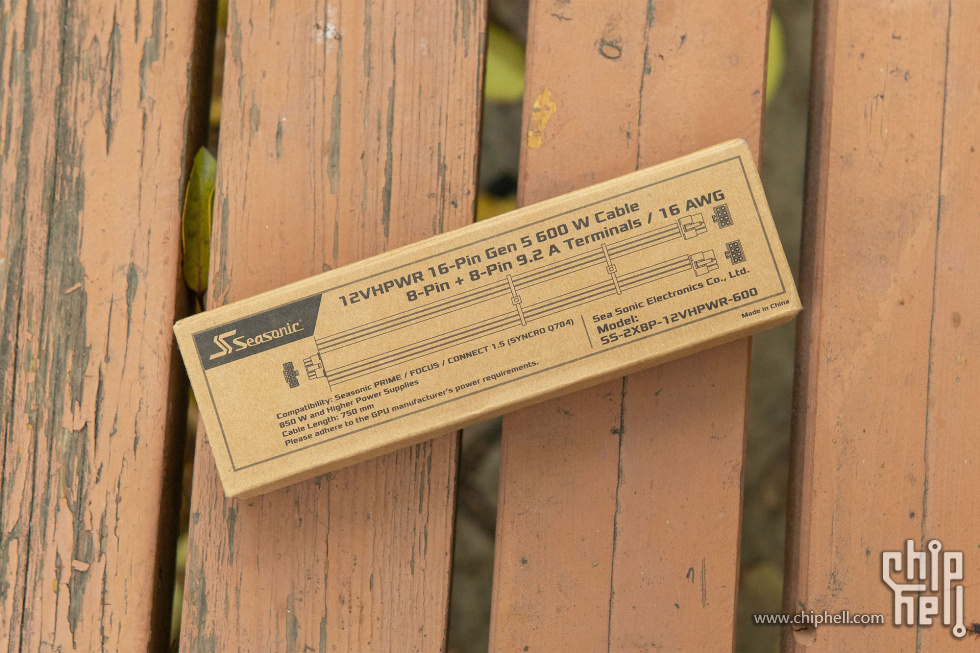 12VHPWR 16-Pin Gen 5 600 W Cable
8-Pin + 8-Pin 9.2 A Terminals / 16 AWG
Seasonic
Compatibility: Seasonic PRIME / FOCUS / CONNECT 1.5 (SYNCRO Q704)
850 W and Higher Power Supplies
Cable Length: 750 mm
Please adhere to the GPU manufacturer's power requirements.
Sea Sonic Electronics Co., Ltd.
Model:
SS-2X8P-12VHPWR-600
Made in China
www.chiphell.com
chip
hell